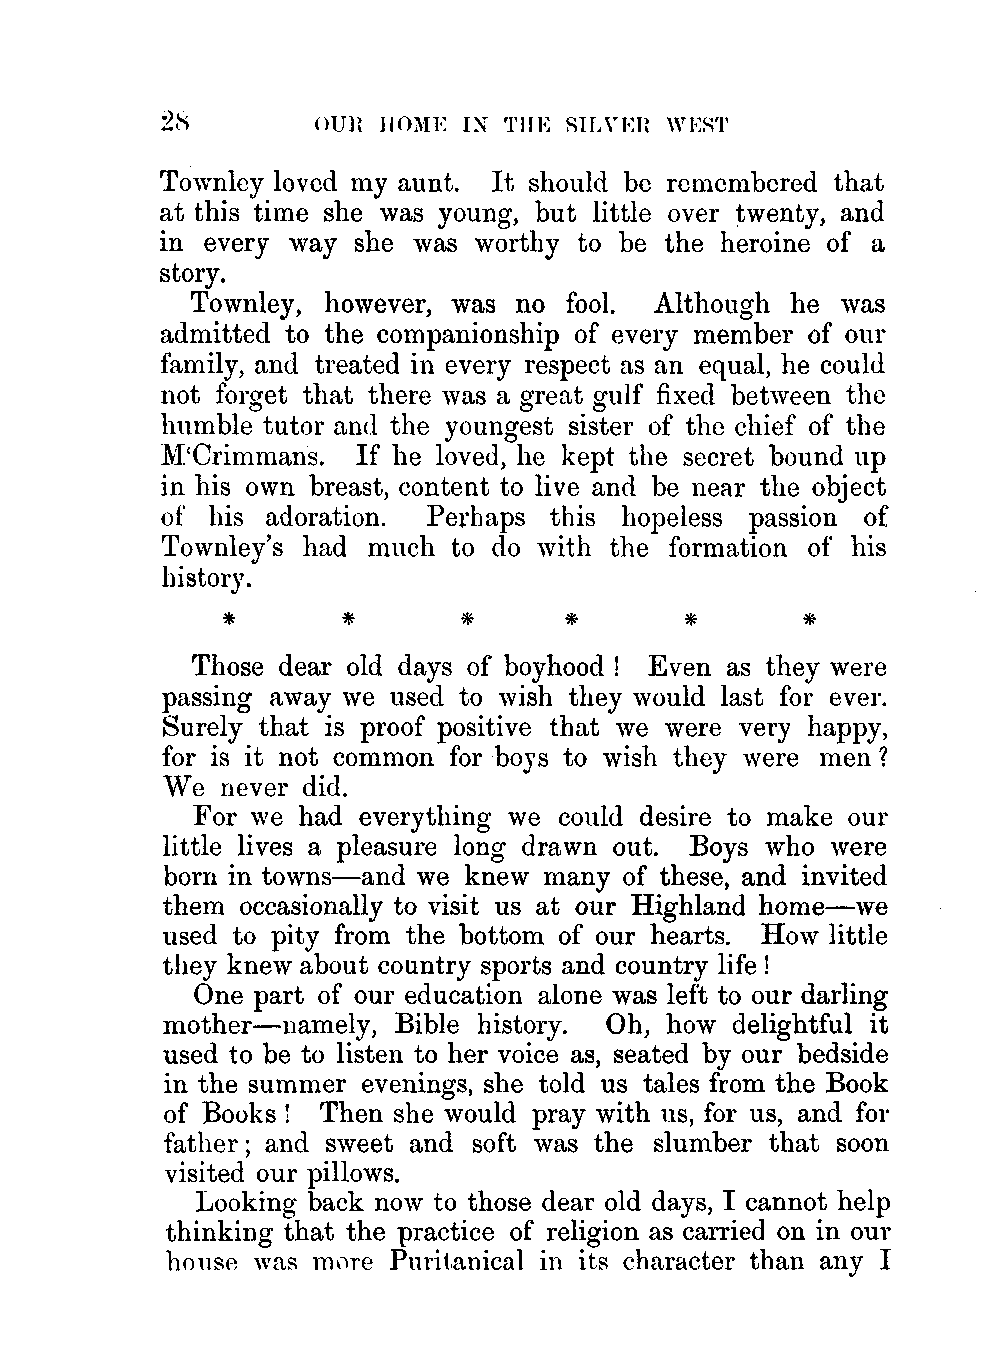 28 OUR HOME IN THE SILVER WEST
Townley loved my aunt. It should be remembered that
at this time she was young, but little over twenty, and
in every way she was worthy to be the heroine of a
story.
Townley, however, was no fool. Although he was
admitted to the companionship of every member of our
family, and treated in every respect as an equal, he could
not forget that there was a great gulf fixed between the
humble tutor and the youngest sister of the chief of the
M‘Crimmans. If he loved, he kept the secret bound up
in his own breast, content to live and be near the object
of his adoration. Perhaps this hopeless passion of
Townley's had much to do with the formation of his
history.
* * * * * *
Those dear old days of boyhood! Even as they were
passing away we used to wish they would last for ever.
Surely that is proof positive that we were very happy,
for is it not common for boys to wish they were men?
We never did.
For we had everything we could desire to make our
little lives a pleasure long drawn out. Boys who were
born in towns—and we knew many of these, and invited
them occasionally to visit us at our Highland home—we
used to pity from the bottom of our hearts. How little
they knew about country sports and country life!
One part of our education alone was left to our darling
mother—namely, Bible history. Oh, how delightful it
used to be to listen to her voice as, seated by our bedside
in the summer evenings, she told us tales from the Book
of Books! Then she would pray with us, for us, and for
father; and sweet and soft was the slumber that soon
visited our pillows.
Looking back now to those dear old days, I cannot help
thinking that the practice of religion as carried on in our
house was more Puritanical in its character than any I